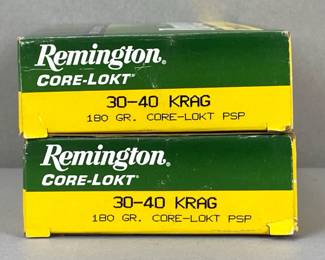 Remington®
CORE-LOKT®
30-40 KRAG
180 GR. CORE-LOKT PSP
Remington®
CORE-LOKT®
30-40 KRAG
180 GR. CORE-LOKT PSP